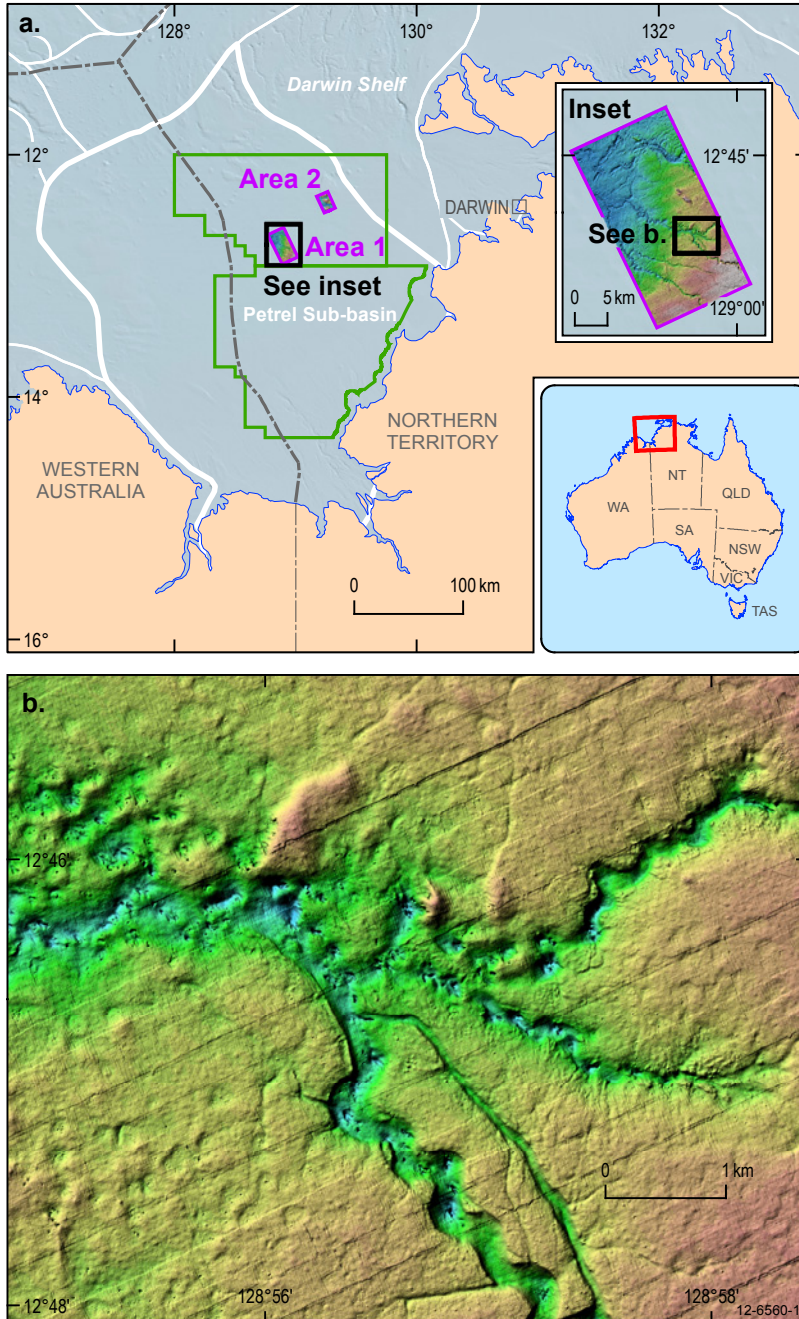 a.
128°
130°
132°
Darwin Shelf
Inset
12°
12°45'
Area 2
DARWIN
Area 1
See b.
See inset
0 5 km
129°00'
Petrel Sub-basin
14°
NORTHERN
TERRITORY
WESTERN
AUSTRALIA
NT
QLD
WA
SA
NSW
VIC
TAS
0 100 km
16°
b.
12°46'
0 1 km
12°48'
128°56'
128°58'
12-6560-1